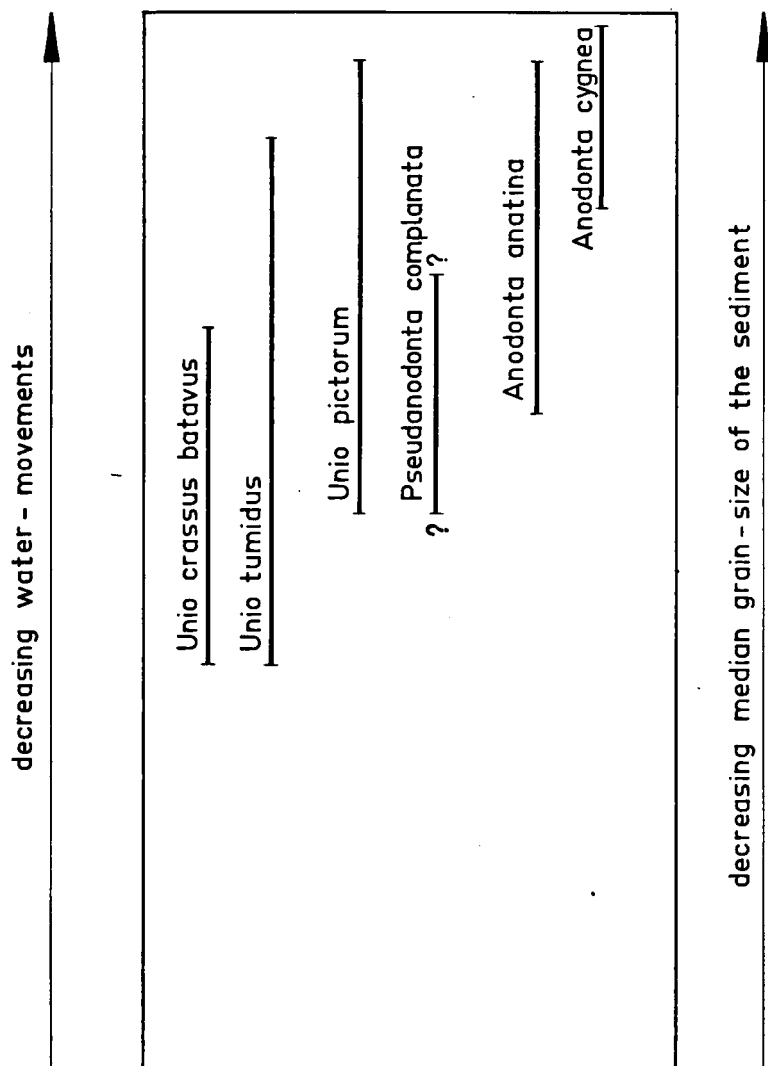 decreasing water-movements
Unio crassus batavus
Unio tumidus
Unio pictorum
? Pseudanodonta complanata ?
Anodonta anatina
Anodonta cygnea
decreasing median grain-size of the sediment